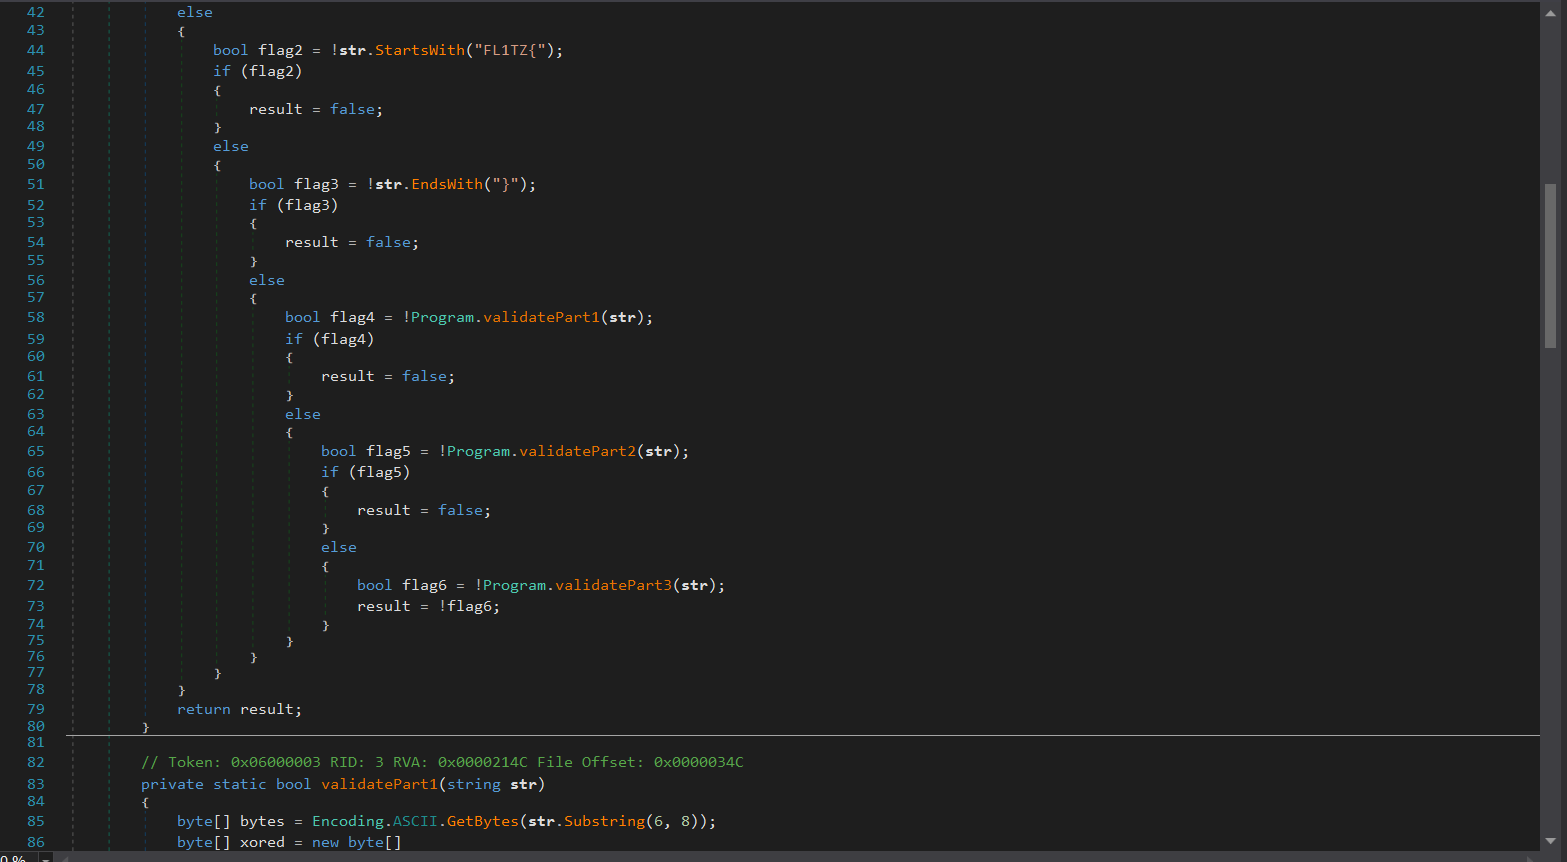 42 else
43 {
44 bool flag2 = !str.StartsWith("FL1TZ{");
45 if (flag2)
46 {
47 result = false;
48 }
49 else
50 {
51 bool flag3 = !str.EndsWith("}");
52 if (flag3)
53 {
54 result = false;
55 }
56 else
57 {
58 bool flag4 = !Program.validatePart1(str);
59 if (flag4)
60 {
61 result = false;
62 }
63 else
64 {
65 bool flag5 = !Program.validatePart2(str);
66 if (flag5)
67 {
68 result = false;
69 }
70 else
71 {
72 bool flag6 = !Program.validatePart3(str);
73 result = !flag6;
74 }
75 }
76 }
77 }
78 }
79 return result;
80 }
81
82 // Token: 0x06000003 RID: 3 RVA: 0x0000214C File Offset: 0x0000034C
83 private static bool validatePart1(string str)
84 {
85 byte[] bytes = Encoding.ASCII.GetBytes(str.Substring(6, 8));
86 byte[] xored = new byte[]